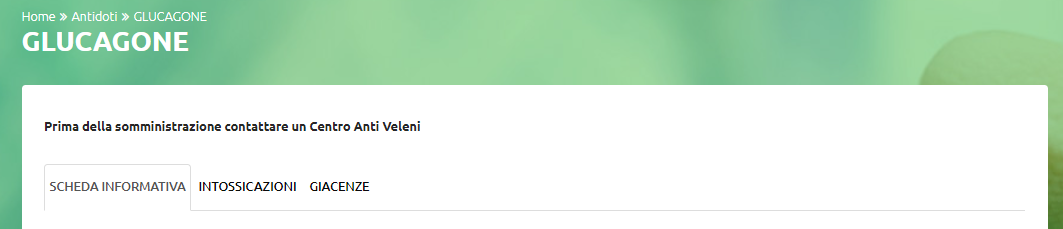 Home » Antidoti » GLUCAGONE
GLUCAGONE
Prima della somministrazione contattare un Centro Anti Veleni
SCHEDA INFORMATIVA INTOSSICAZIONI GIACENZE